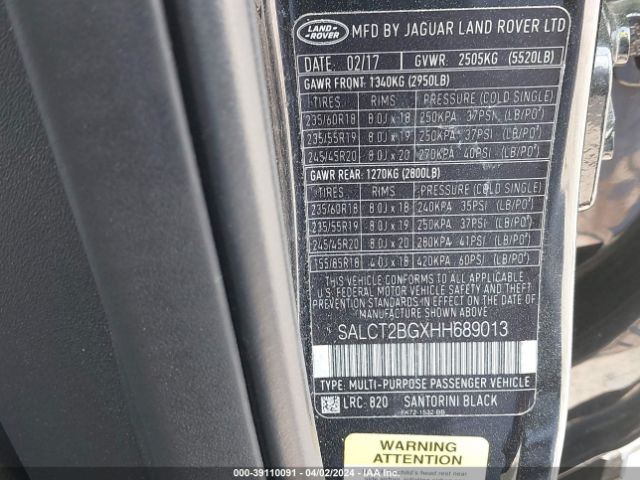 LAND ROVER
MFD BY JAGUAR LAND ROVER LTD
DATE: 02/17 GVWR. 2505KG (5520LB)
GAWR FRONT: 1340KG (2950LB)
TIRES RIMS PRESSURE (COLD SINGLE)
235/60R18 8.0J x 18 250KPA 37PSI (LB/PO²)
235/55R19 8.0J x 19 250KPA 37PSI (LB/PO²)
245/45R20 8.0J x 20 270KPA 40PSI (LB/PO²)
GAWR REAR: 1270KG (2800LB)
TIRES RIMS PRESSURE (COLD SINGLE)
235/60R18 8.0J x 18 240KPA 35PSI (LB/PO²)
235/55R19 8.0J x 19 250KPA 37PSI (LB/PO²)
245/45R20 8.0J x 20 280KPA 41PSI (LB/PO²)
155/85R18 4.0J x 18 420KPA 60PSI (LB/PO²)
THIS VEHICLE CONFORMS TO ALL APPLICABLE
U.S. FEDERAL MOTOR VEHICLE SAFETY AND THEFT
PREVENTION STANDARDS IN EFFECT ON THE DATE
OF MANUFACTURE SHOWN ABOVE.
SALCT2BGXHH689013
TYPE: MULTI-PURPOSE PASSENGER VEHICLE
LRC: 820 SANTORINI BLACK
WARNING
ATTENTION
child's head rest near
000-39110091 - 04/02/2024 - IAA Inc.